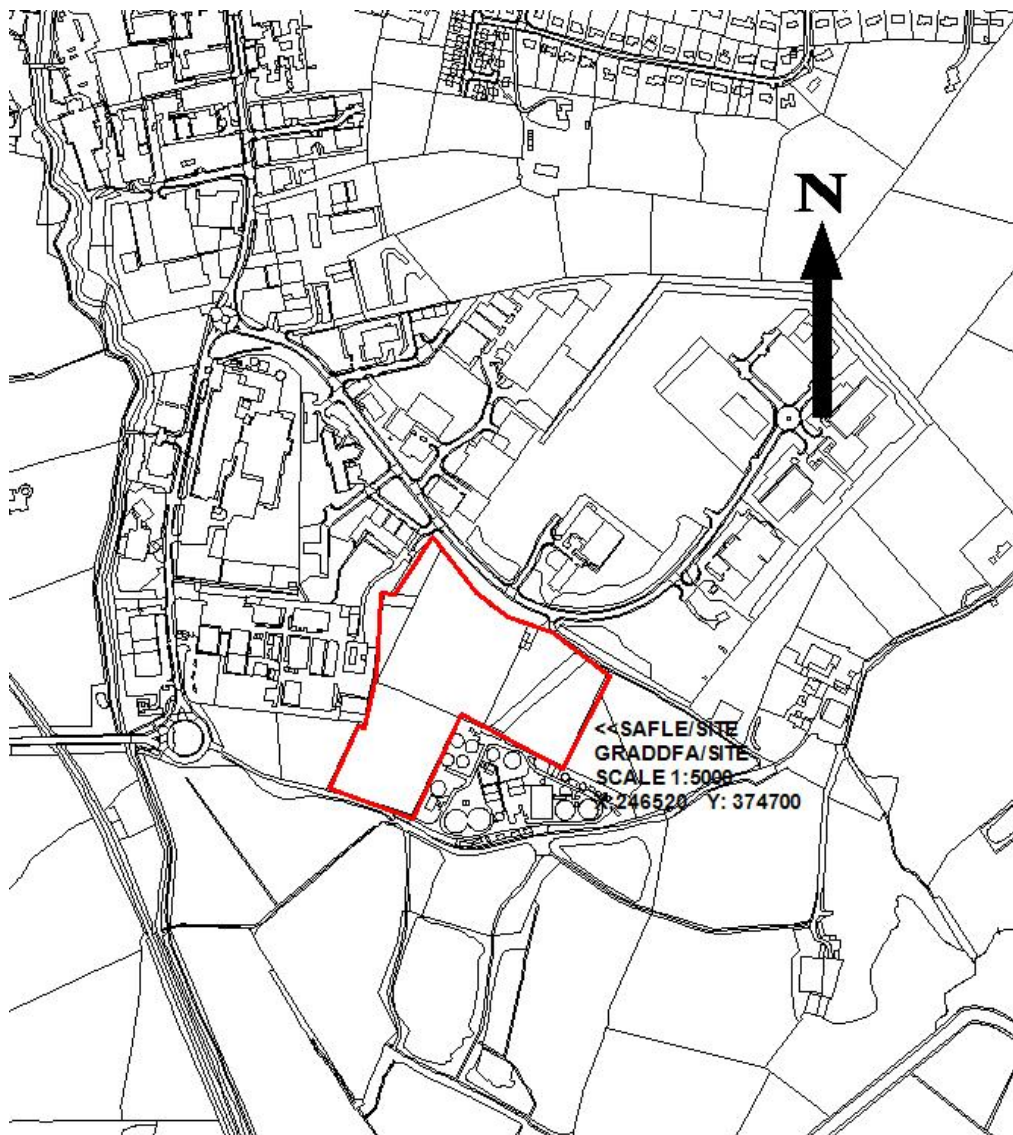 N
<<SAFLE/SITE
GRADDFA/SITE
SCALE 1:5000
X: 246520 Y: 374700